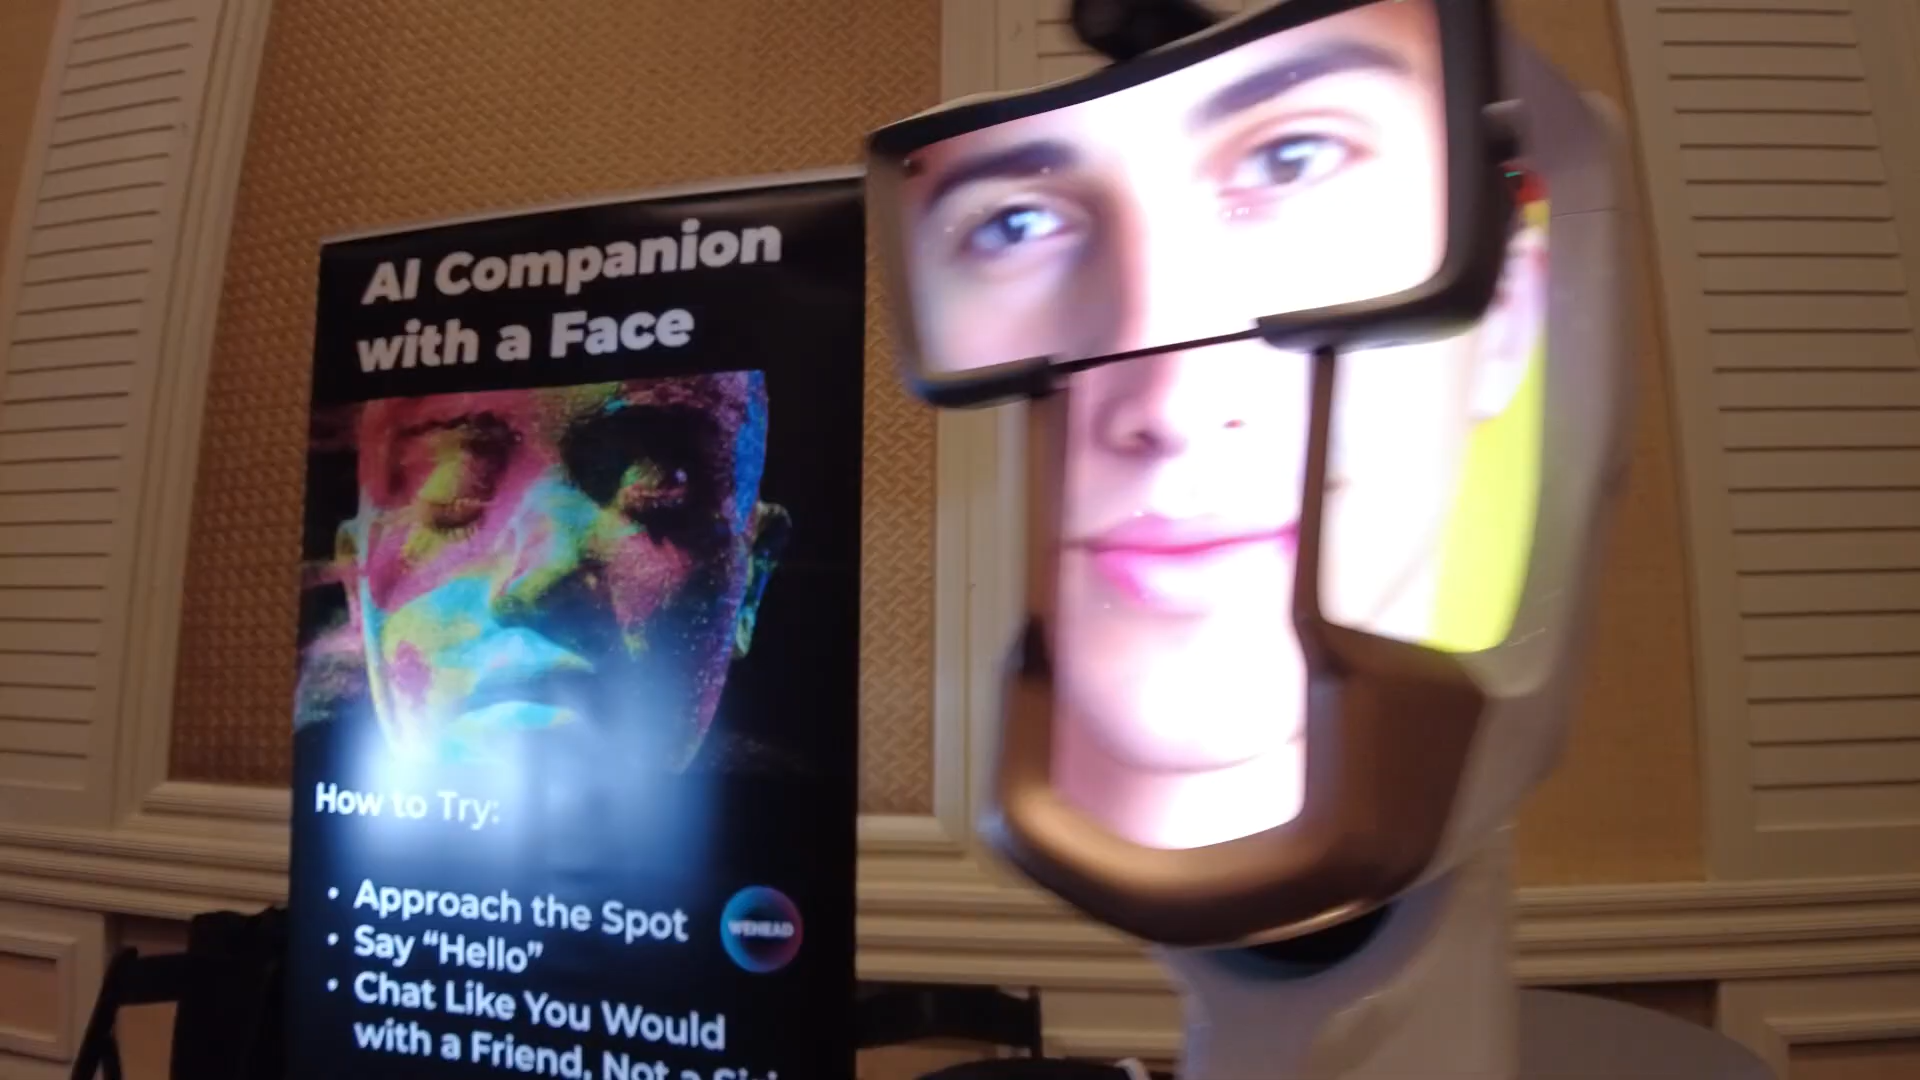 AI Companion
with a Face
How to Try:
• Approach the Spot
• Say “Hello”
• Chat Like You Would
with a Friend, Not a
WEHEAD